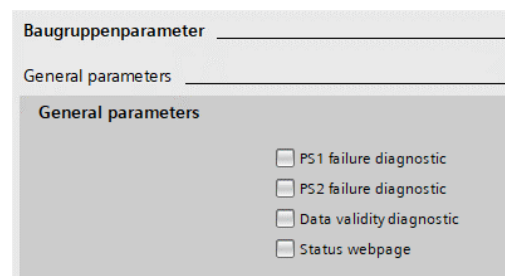 Baugruppenparameter
General parameters
General parameters
PS1 failure diagnostic
PS2 failure diagnostic
Data validity diagnostic
Status webpage